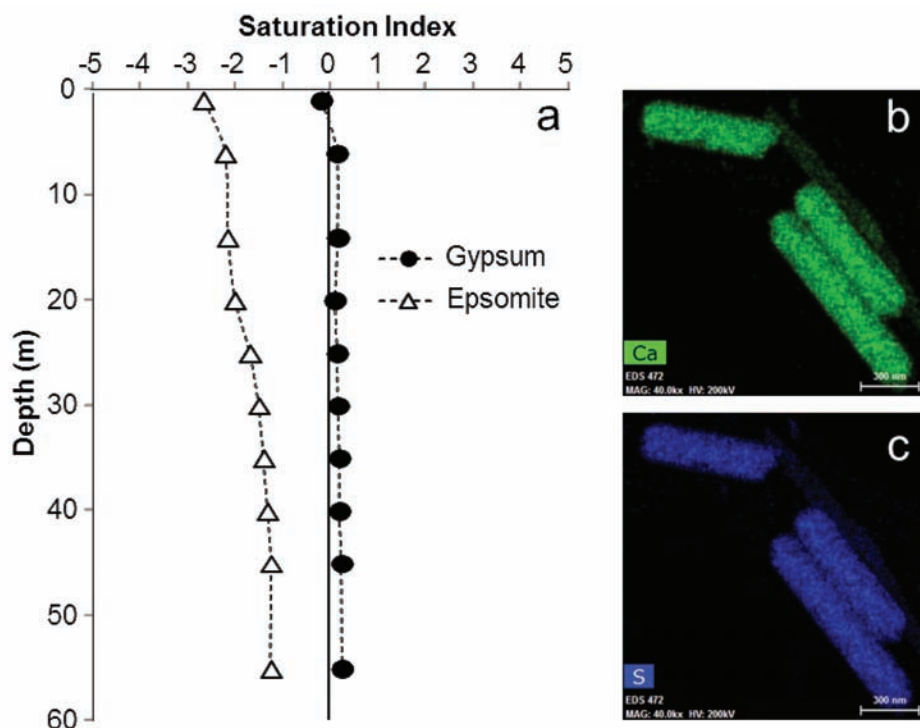 Saturation Index
-5 -4 -3 -2 -1 0 1 2 3 4 5
0
10
20
30
40
50
60
Depth (m)
a
Gypsum
Epsomite
b
Ca
EDS 472
MAG: 40.0kx HV: 200kV
300 nm
c
S
EDS 472
MAG: 40.0kx HV: 200kV
300 nm